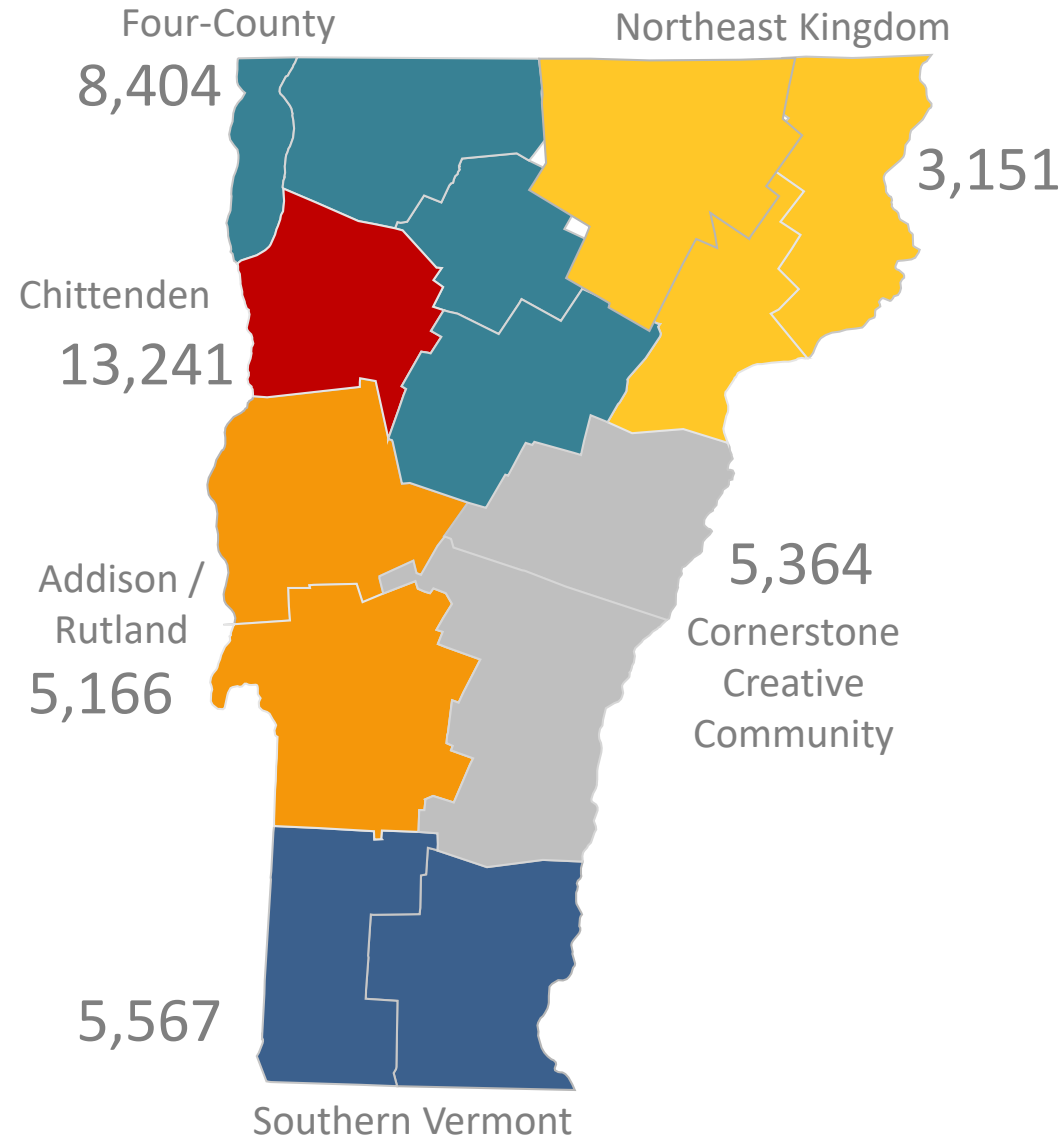 Four-County
8,404
Northeast Kingdom
3,151
Chittenden
13,241
Addison /
Rutland
5,166
5,364
Cornerstone
Creative
Community
5,567
Southern Vermont